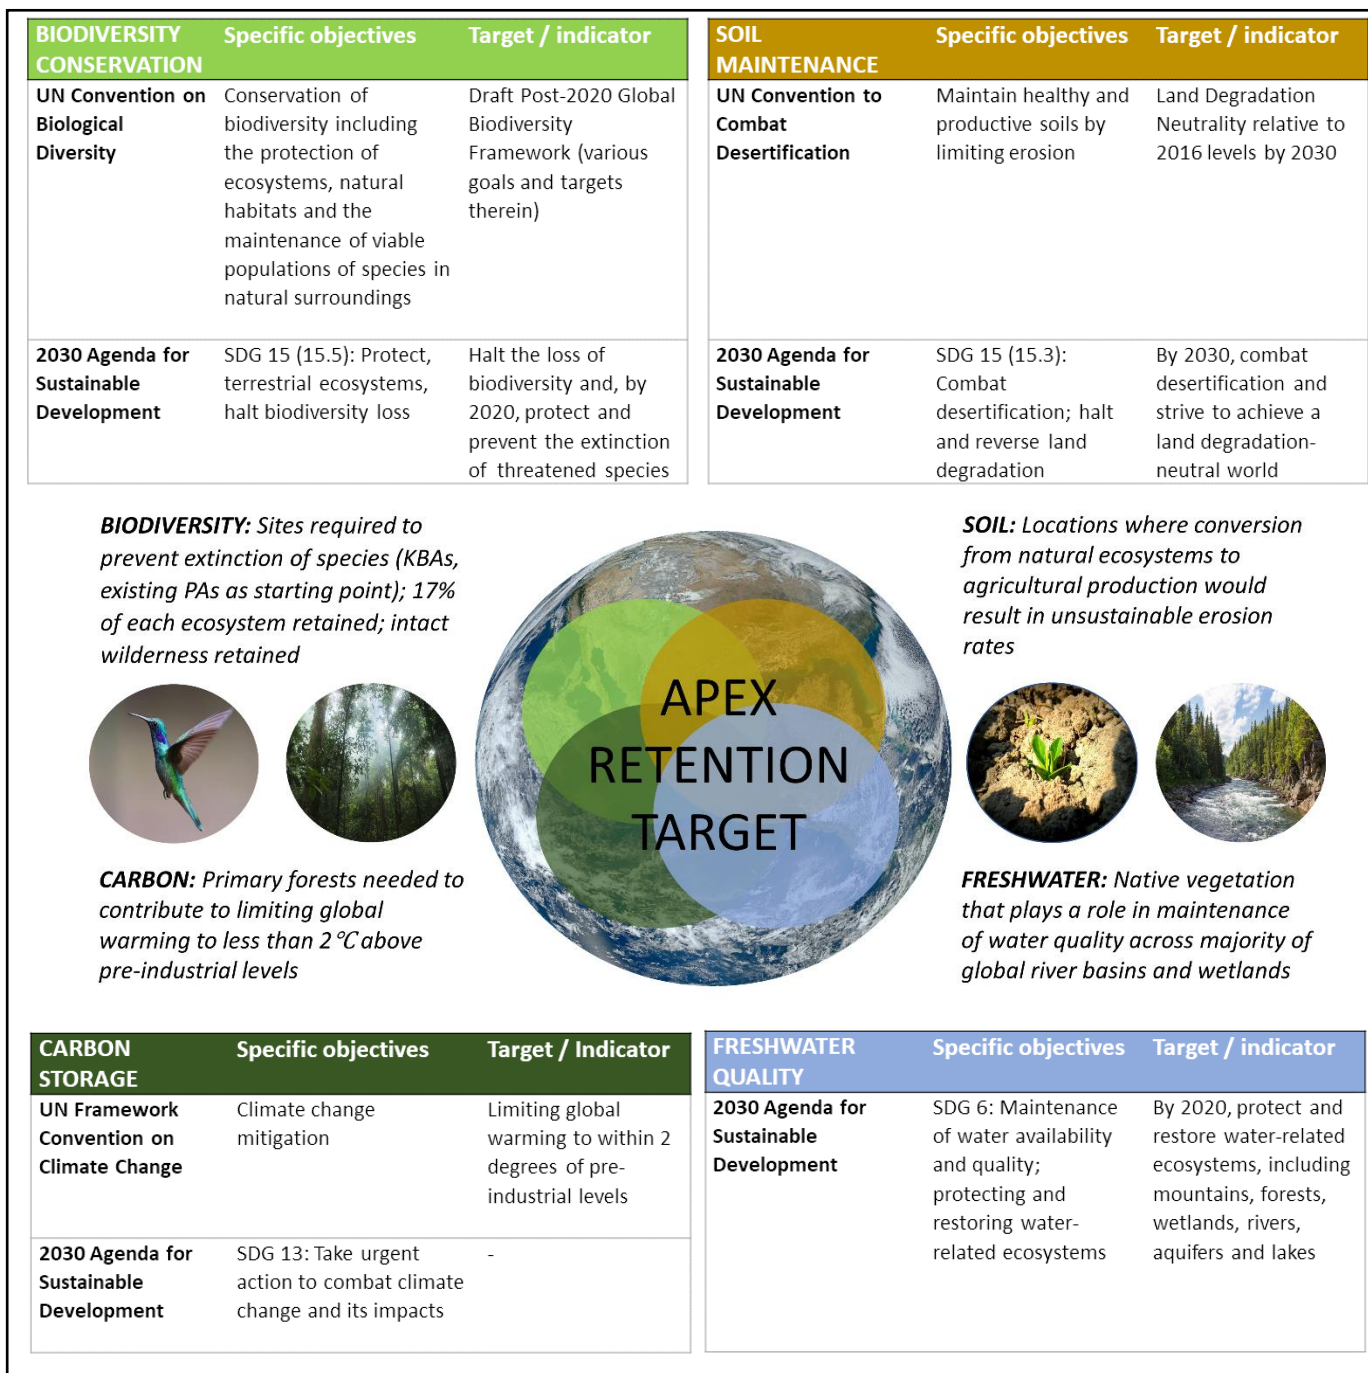 BIODIVERSITY CONSERVATION
Specific objectives
Target / indicator
UN Convention on
Biological
Diversity
Conservation of
biodiversity including
the protection of
ecosystems, natural
habitats and the
maintenance of viable
populations of species in
natural surroundings
Draft Post-2020 Global
Biodiversity
Framework (various
goals and targets
therein)
2030 Agenda for
Sustainable
Development
SDG 15 (15.5): Protect,
terrestrial ecosystems,
halt biodiversity loss
Halt the loss of
biodiversity and, by
2020, protect and
prevent the extinction
of threatened species
SOIL
MAINTENANCE
Specific objectives
Target / indicator
UN Convention to
Combat
Desertification
Maintain healthy and
productive soils by
limiting erosion
Land Degradation
Neutrality relative to
2016 levels by 2030
2030 Agenda for
Sustainable
Development
SDG 15 (15.3):
Combat
desertification; halt
and reverse land
degradation
By 2030, combat
desertification and
strive to achieve a
land degradation-
neutral world
BIODIVERSITY: Sites required to
prevent extinction of species (KBAs,
existing PAs as starting point); 17%
of each ecosystem retained; intact
wilderness retained
SOIL: Locations where conversion
from natural ecosystems to
agricultural production would
result in unsustainable erosion
rates
APEX
RETENTION
TARGET
CARBON: Primary forests needed to
contribute to limiting global
warming to less than 2℃ above
pre-industrial levels
FRESHWATER: Native vegetation
that plays a role in maintenance
of water quality across majority of
global river basins and wetlands
CARBON
STORAGE
Specific objectives
Target / Indicator
UN Framework
Convention on
Climate Change
Climate change
mitigation
Limiting global
warming to within 2
degrees of pre-
industrial levels
2030 Agenda for
Sustainable
Development
SDG 13: Take urgent
action to combat climate
change and its impacts
-
FRESHWATER
QUALITY
Specific objectives
Target / indicator
2030 Agenda for
Sustainable
Development
SDG 6: Maintenance
of water availability
and quality;
protecting and
restoring water-
related ecosystems
By 2020, protect and
restore water-related
ecosystems, including
mountains, forests,
wetlands, rivers,
aquifers and lakes